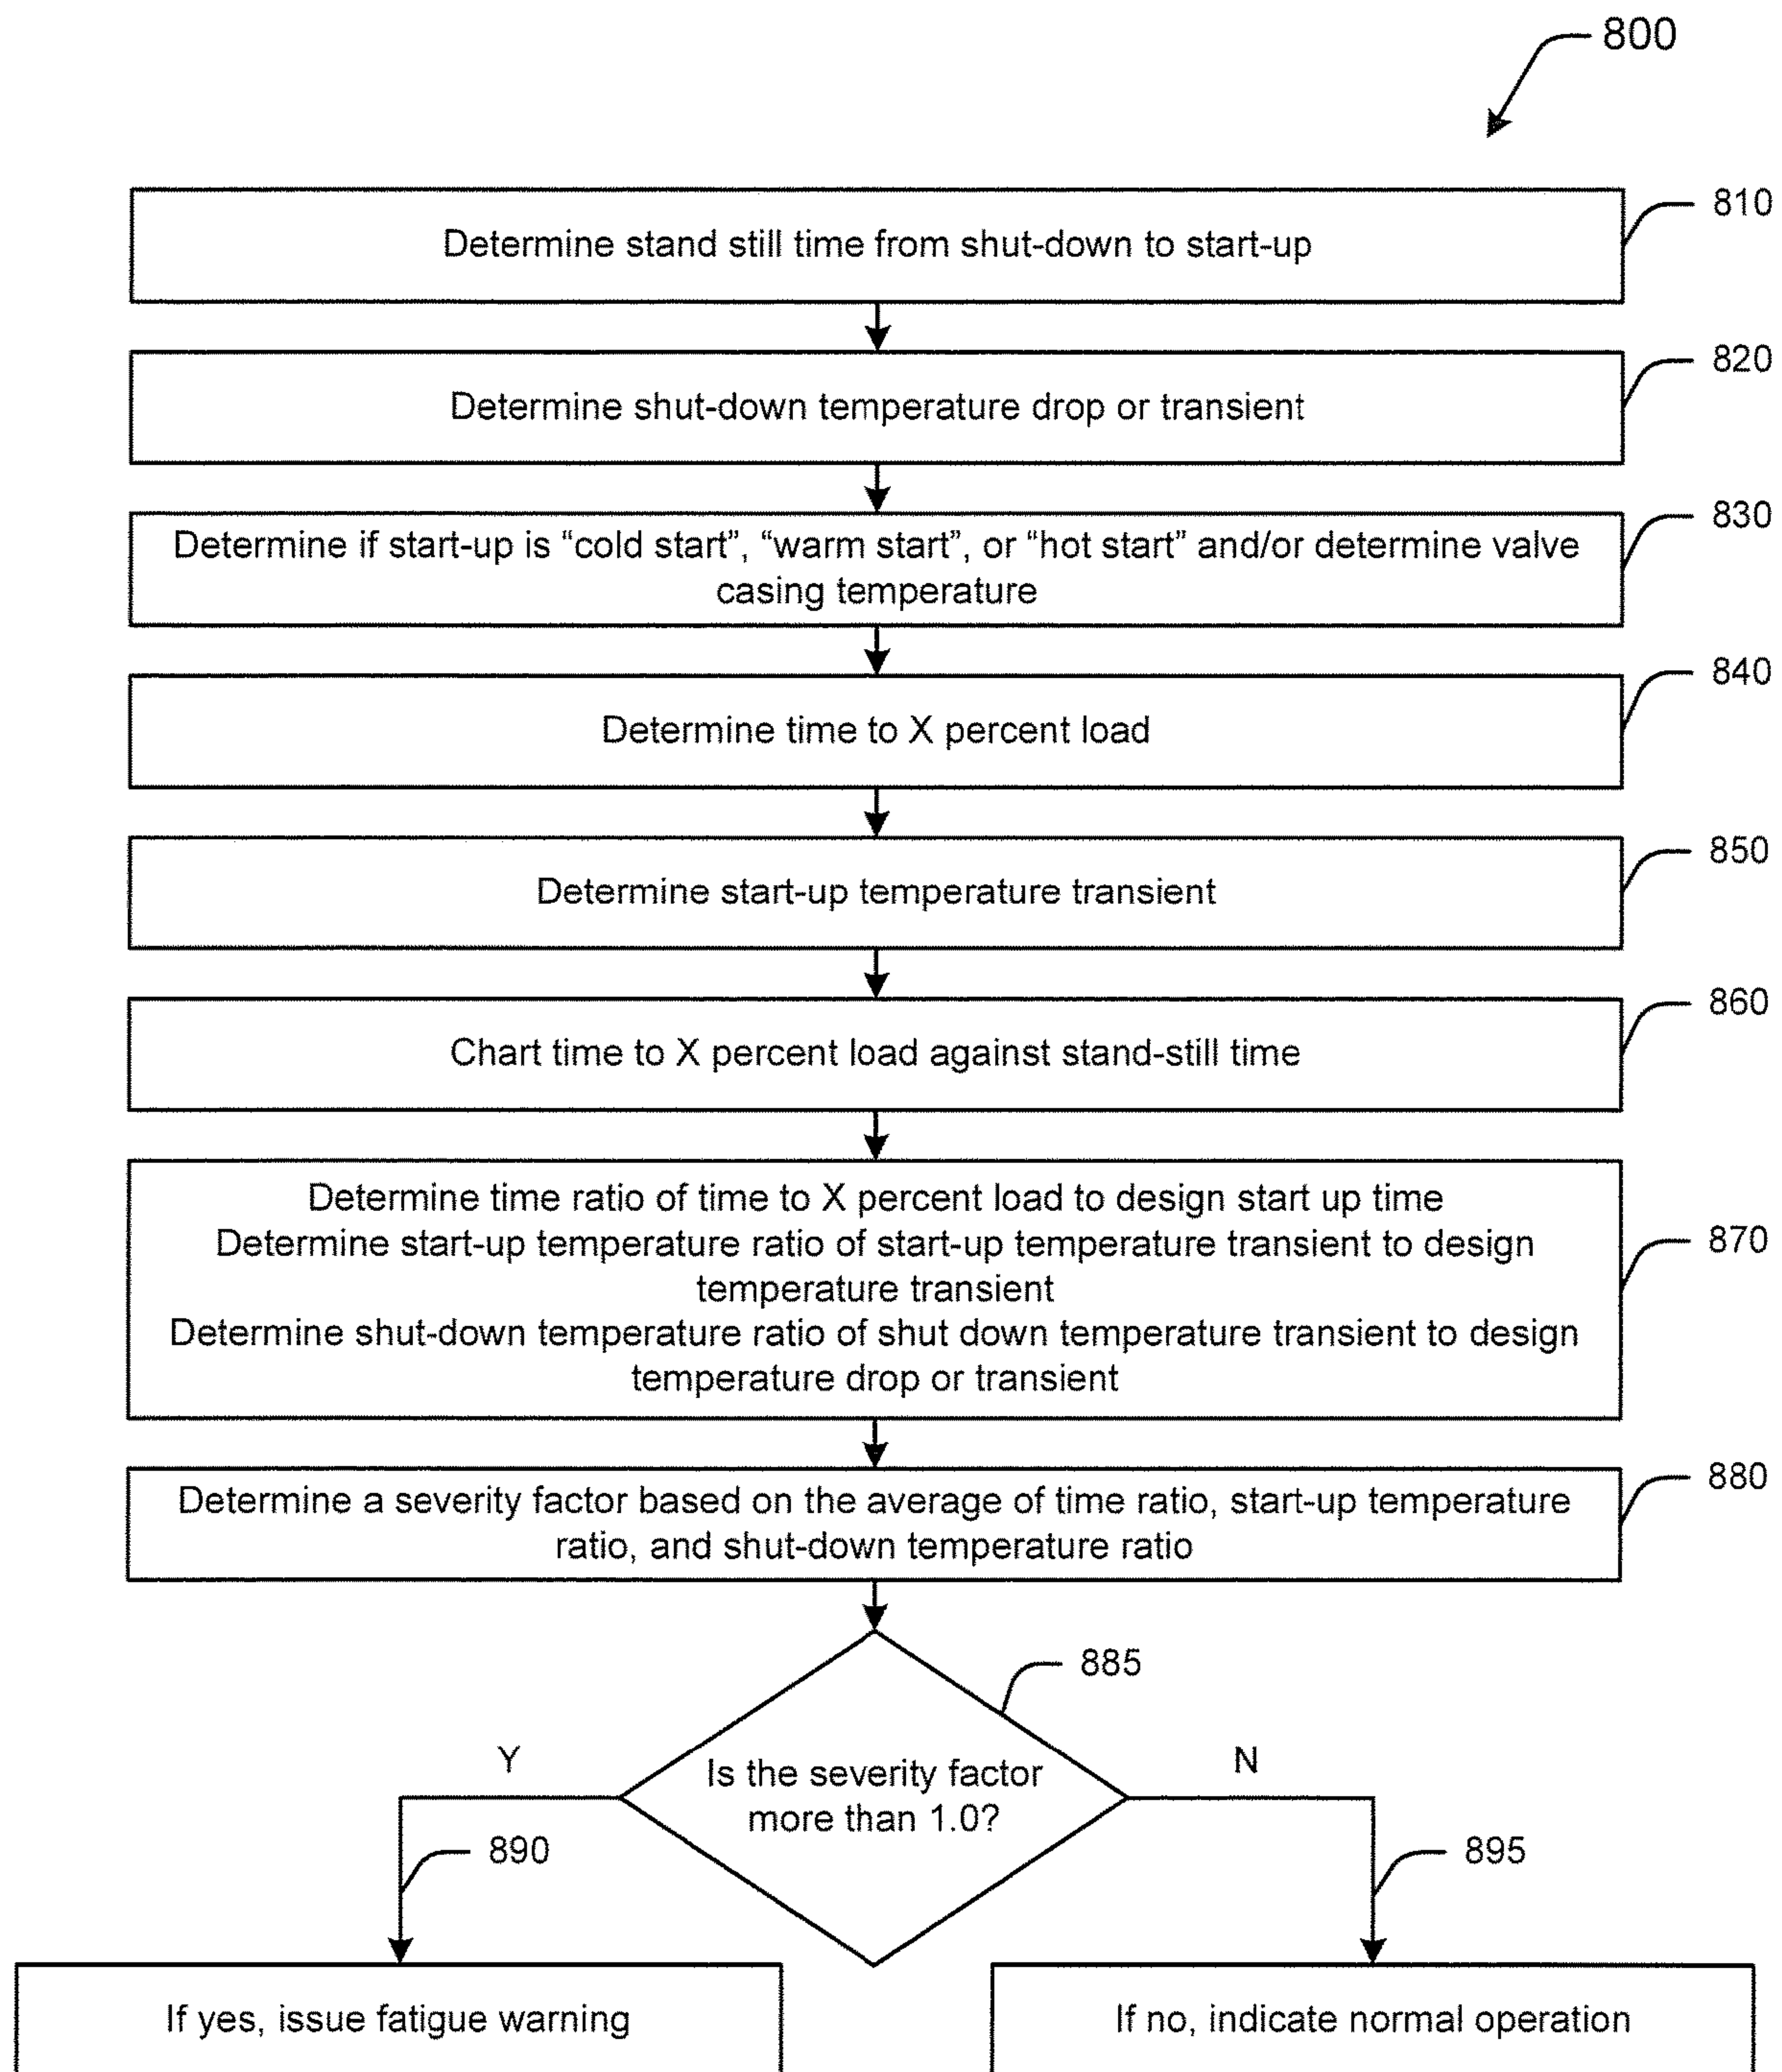 800
810
Determine stand still time from shut-down to start-up
820
Determine shut-down temperature drop or transient
830
Determine if start-up is “cold start”, “warm start”, or “hot start” and/or determine valve
casing temperature
840
Determine time to X percent load
850
Determine start-up temperature transient
860
Chart time to X percent load against stand-still time
Determine time ratio of time to X percent load to design start up time
870
Determine start-up temperature ratio of start-up temperature transient to design
temperature transient
Determine shut-down temperature ratio of shut down temperature transient to design
temperature drop or transient
880
Determine a severity factor based on the average of time ratio, start-up temperature
ratio, and shut-down temperature ratio
885
Y
N
Is the severity factor
more than 1.0?
890
895
If yes, issue fatigue warning
If no, indicate normal operation